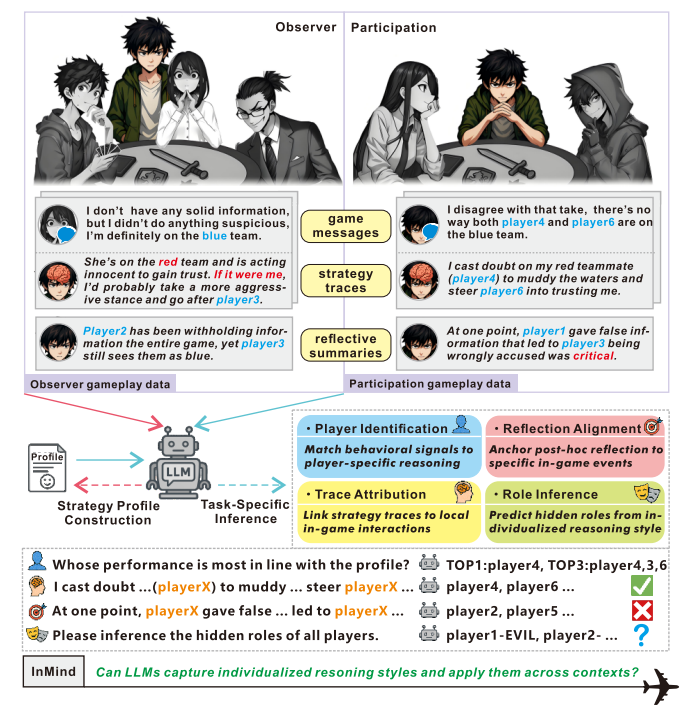 Observer
Participation
I don't have any solid information,
but I didn't do anything suspicious,
I'm definitely on the blue team.
game
messages
I disagree with that take, there's no
way both player4 and player6 are on
the blue team.
She's on the red team and is acting
innocent to gain trust. If it were me,
I'd probably take a more aggress-
ive stance and go after player3.
strategy
traces
I cast doubt on my red teammate
(player4) to muddy the waters and
steer player6 into trusting me.
Player2 has been withholding infor-
mation the entire game, yet player3
still sees them as blue.
reflective
summaries
At one point, player1 gave false inf-
ormation that led to player3 being
wrongly accused was critical.
Observer gameplay data
Participation gameplay data
Profile
LLM
Strategy Profile
Construction
Task-Specific
Inference
• Player Identification
Match behavioral signals to
player-specific reasoning
• Reflection Alignment
Anchor post-hoc reflection to
specific in-game events
• Trace Attribution
Link strategy traces to local
in-game interactions
• Role Inference
Predict hidden roles from in-
dividualized reasoning style
Whose performance is most in line with the profile?
TOP1:player4, TOP3:player4,3,6
I cast doubt ...(playerX) to muddy ... steer playerX ...
player4, player6 ...
At one point, playerX gave false ... led to playerX ...
player2, player5 ...
Please inference the hidden roles of all players.
player1-EVIL, player2- ...
?
InMind
Can LLMs capture individualized resoning styles and apply them across contexts?